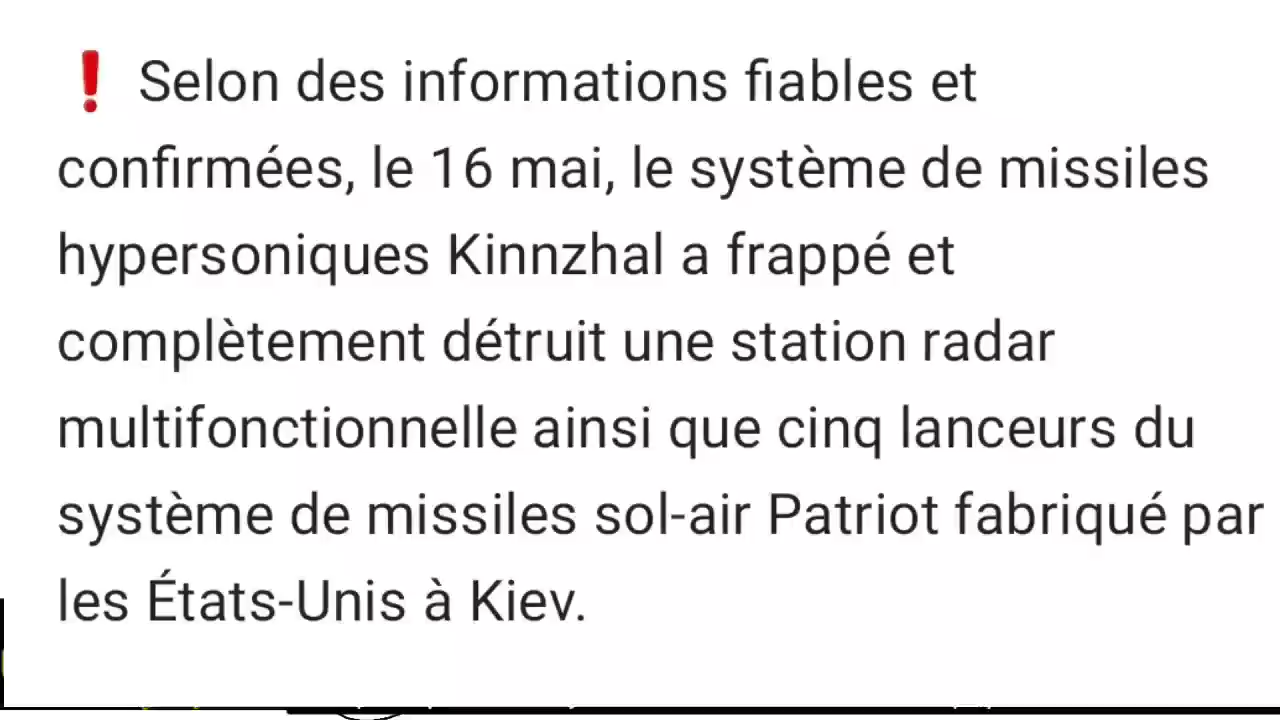 ❗ Selon des informations fiables et
confirmées, le 16 mai, le système de missiles
hypersoniques Kinnzhal a frappé et
complètement détruit une station radar
multifonctionnelle ainsi que cinq lanceurs du
système de missiles sol-air Patriot fabriqué par
les États-Unis à Kiev.